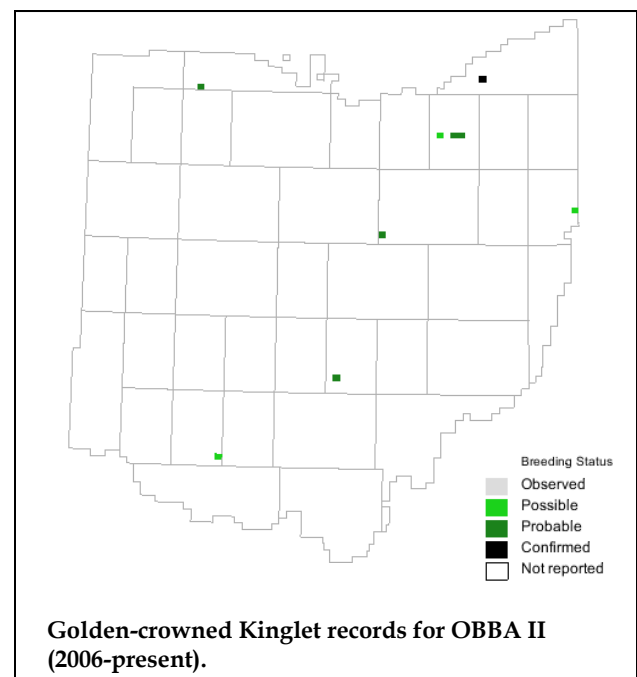 Breeding Status
Observed
Possible
Probable
Confirmed
Not reported
Golden-crowned Kinglet records for OBBA II
(2006-present).